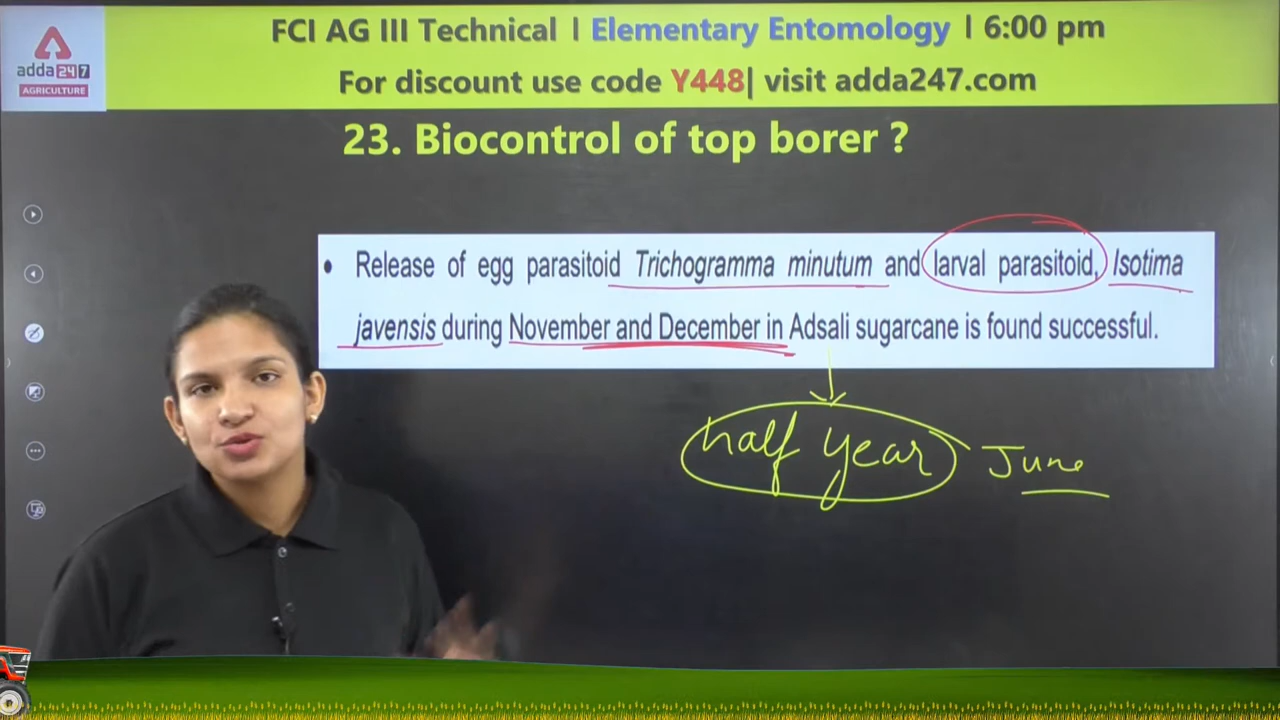 FCI AG III Technical I Elementary Entomology I 6:00 pm
For discount use code Y448| visit adda247.com
adda247
AGRICULTURE
23. Biocontrol of top borer ?
• Release of egg parasitoid Trichogramma minutum and larval parasitoid, Isotima
javensis during November and December in Adsali sugarcane is found successful.
half year June